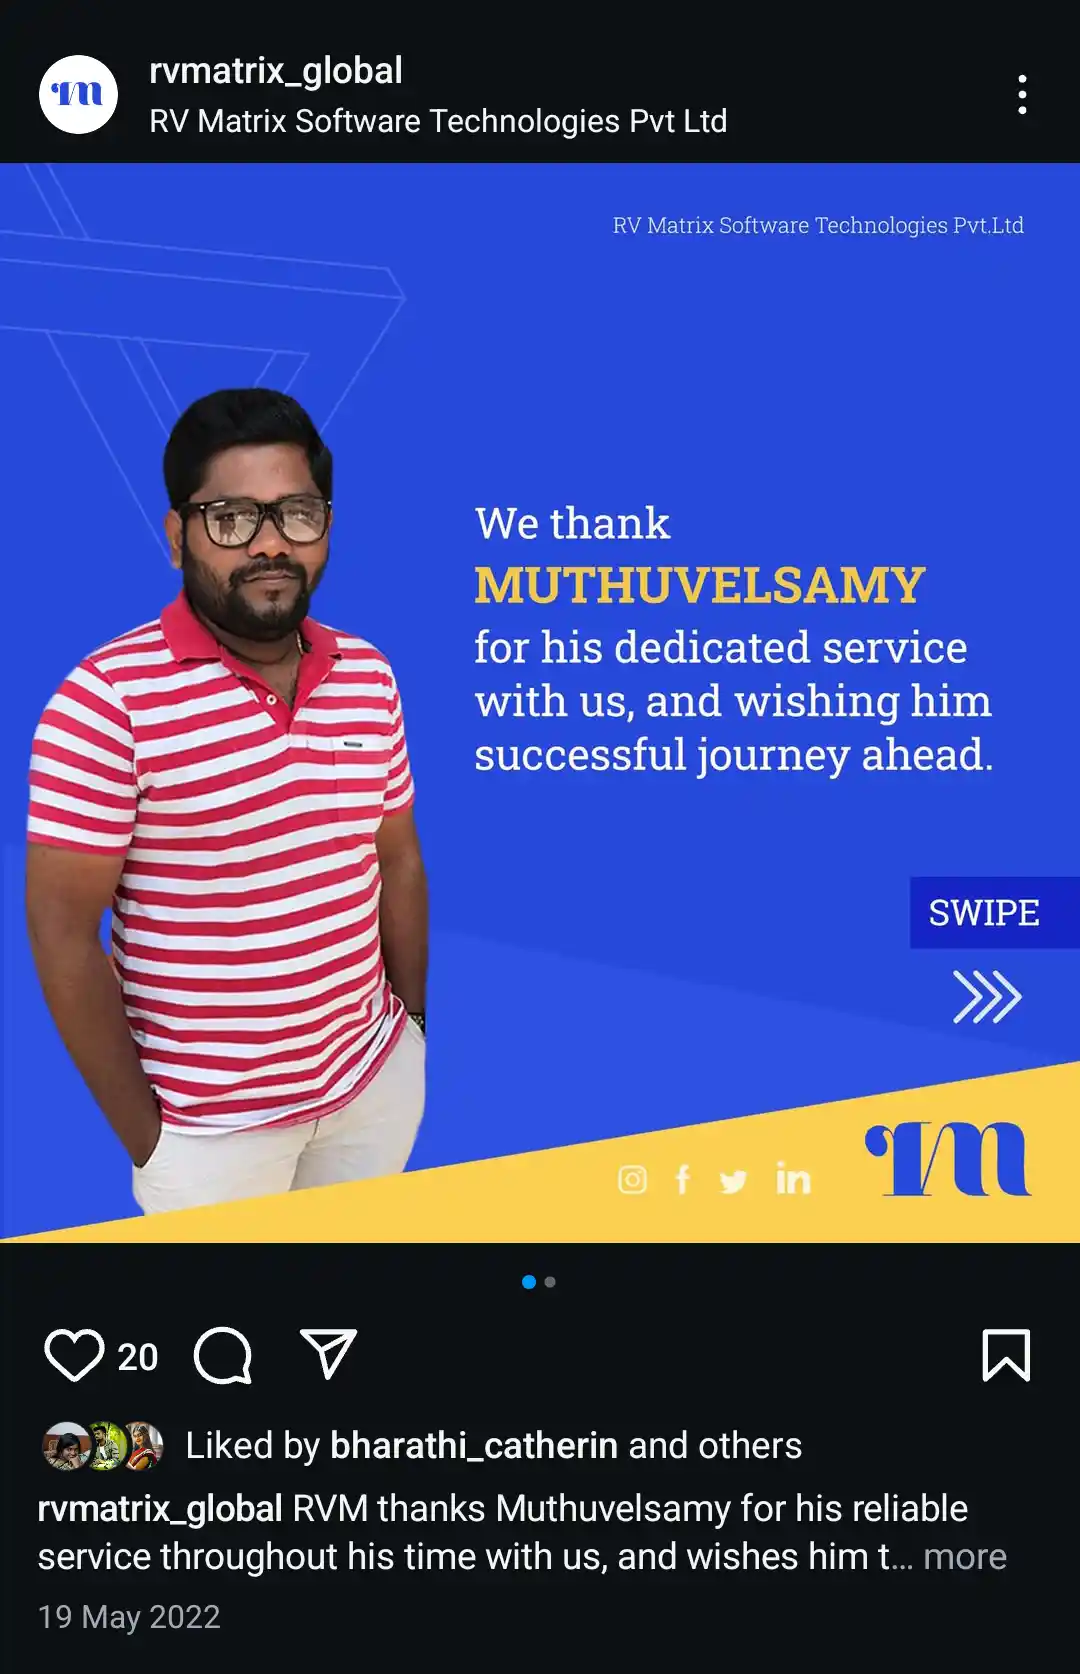 rvmatrix_global
RV Matrix Software Technologies Pvt Ltd
RV Matrix Software Technologies Pvt.Ltd
We thank
MUTHUVELSAMY
for his dedicated service
with us, and wishing him
successful journey ahead.
SWIPE
20
Liked by bharathi_catherin and others
rvmatrix_global RVM thanks Muthuvelsamy for his reliable
service throughout his time with us, and wishes him t... more
19 May 2022